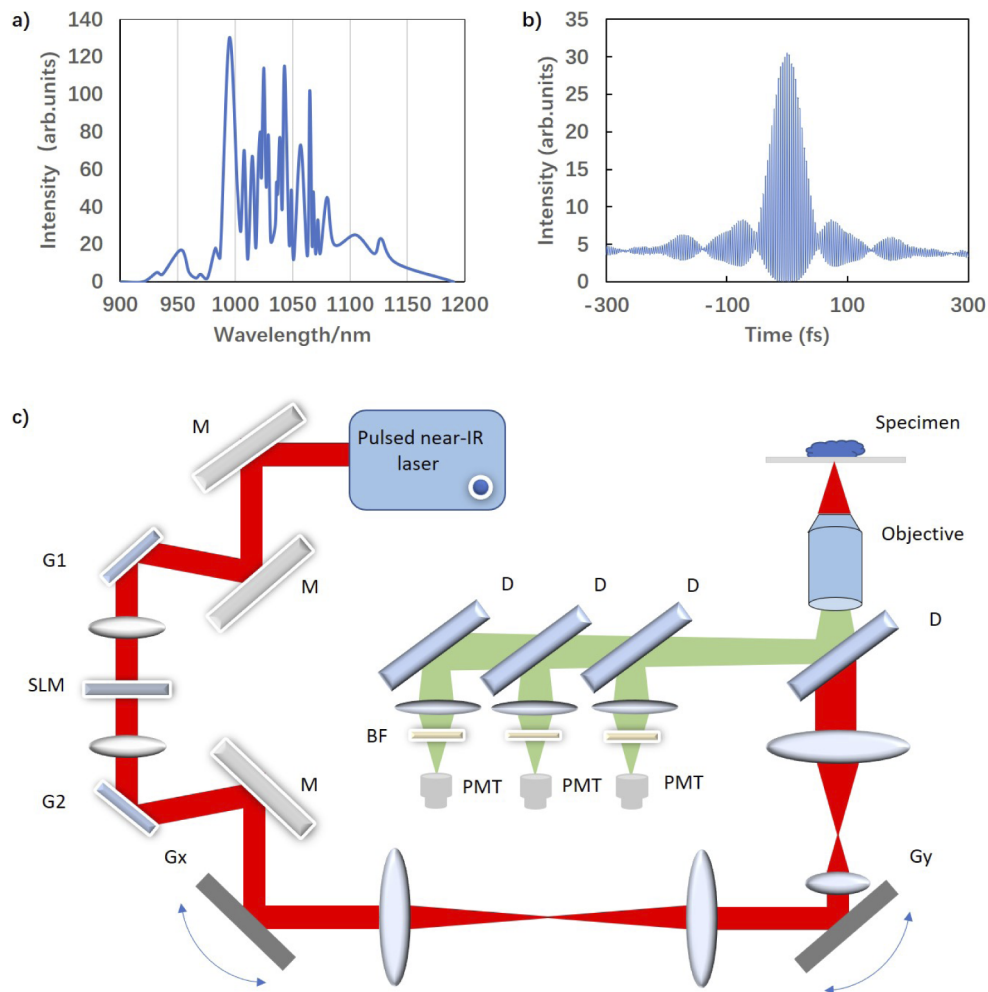 a)
140
120
100
80
60
40
20
0
Intensity (arb.units)
900 950 1000 1050 1100 1150 1200
Wavelength/nm
b)
35
30
25
20
15
10
5
0
Intensity (arb.units)
-300 -100 100 300
Time (fs)
c)
M
Pulsed near-IR
laser
Specimen
G1
M
Objective
D D D
D
SLM
BF
PMT PMT PMT
G2
M
Gx
Gy